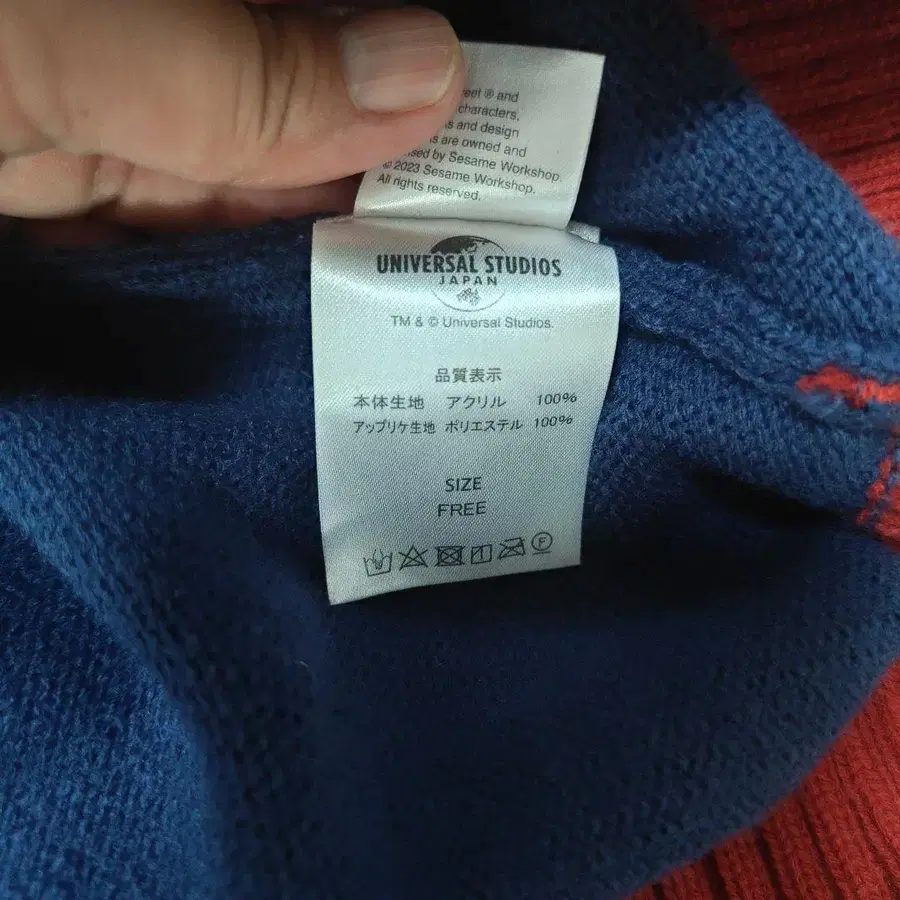 reet ® and
characters,
s and design
s are owned and
sed by Sesame Workshop.
© 2023 Sesame Workshop.
All rights reserved.
UNIVERSAL STUDIOS
JAPAN
TM & © Universal Studios.
品質表示
本体生地 アクリル 100%
アップリケ生地 ポリエステル 100%
SIZE
FREE
F